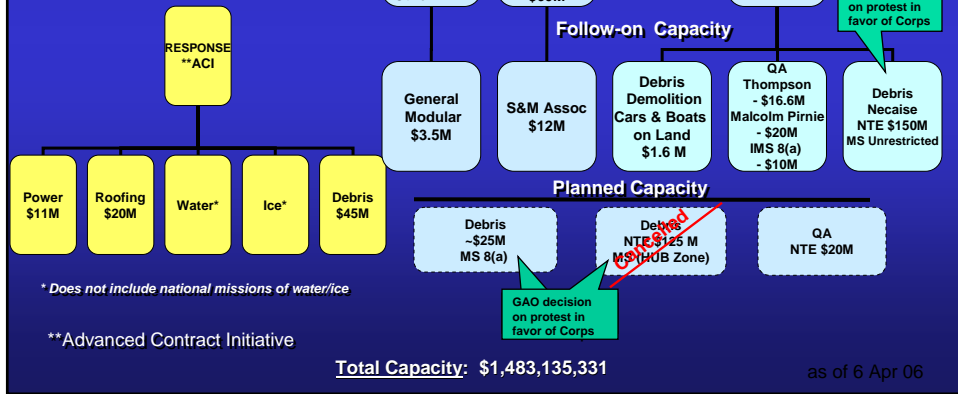 on protest in
favor of Corps
Follow-on Capacity
RESPONSE
**ACI
General
Modular
$3.5M
S&M Assoc
$12M
Debris
Demolition
Cars & Boats
on Land
$1.6 M
QA
Thompson
- $16.6M
Malcolm Pirnie
- $20M
IMS 8(a)
- $10M
Debris
Necaise
NTE $150M
MS Unrestricted
Power
$11M
Roofing
$20M
Water*
Ice*
Debris
$45M
Planned Capacity
Debris
~$25M
MS 8(a)
Debris
NTE $125 M
MS (HUB Zone)
Cancelled
QA
NTE $20M
* Does not include national missions of water/ice
GAO decision
on protest in
favor of Corps
**Advanced Contract Initiative
Total Capacity: $1,483,135,331
as of 6 Apr 06